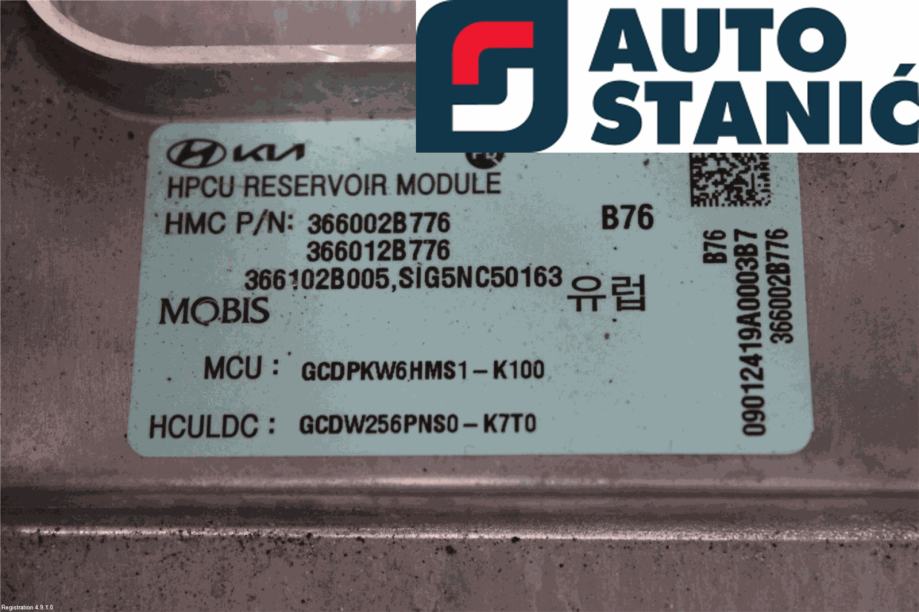 AUTO
STANIĆ
KIA
HPCU RESERVOIR MODULE
HMC P/N: 366002B776
B76
366012B776
366102B005,SIG5NC50163
유럽
MOBIS
MCU : GCDPKW6HMS1-K100
HCULDC : GCDW256PNS0-K7T0
B76
09012419A0003B7
366002B776
Registration 4.9.1.0